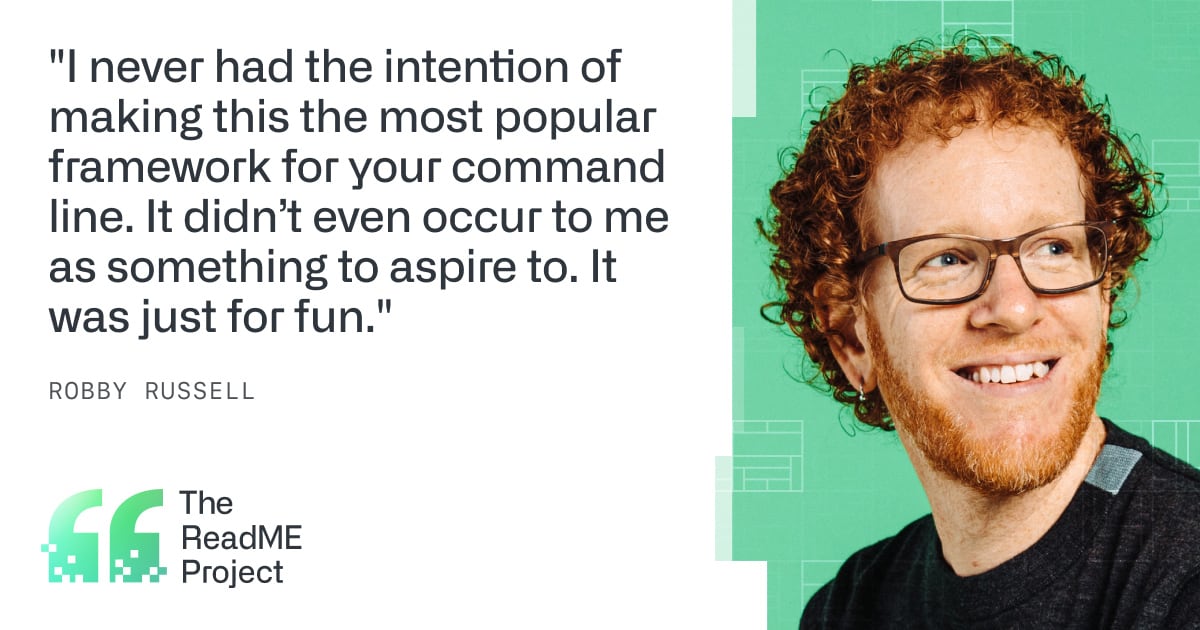 "I never had the intention of
making this the most popular
framework for your command
line. It didn’t even occur to me
as something to aspire to. It
was just for fun."
ROBBY RUSSELL
The
ReadME
Project